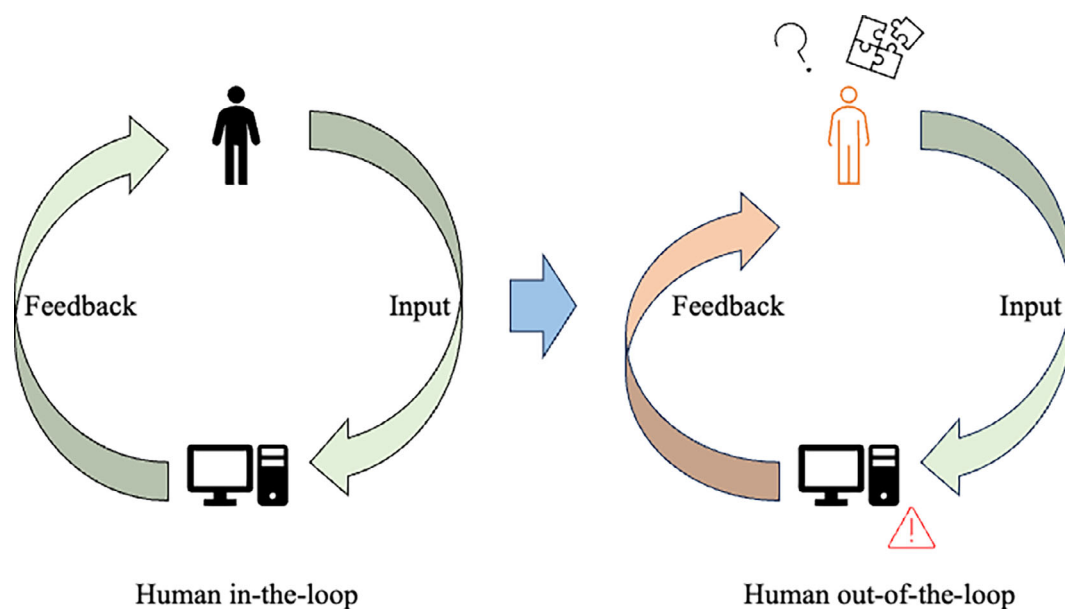 Feedback
Input
Feedback
Input
Human in-the-loop
Human out-of-the-loop